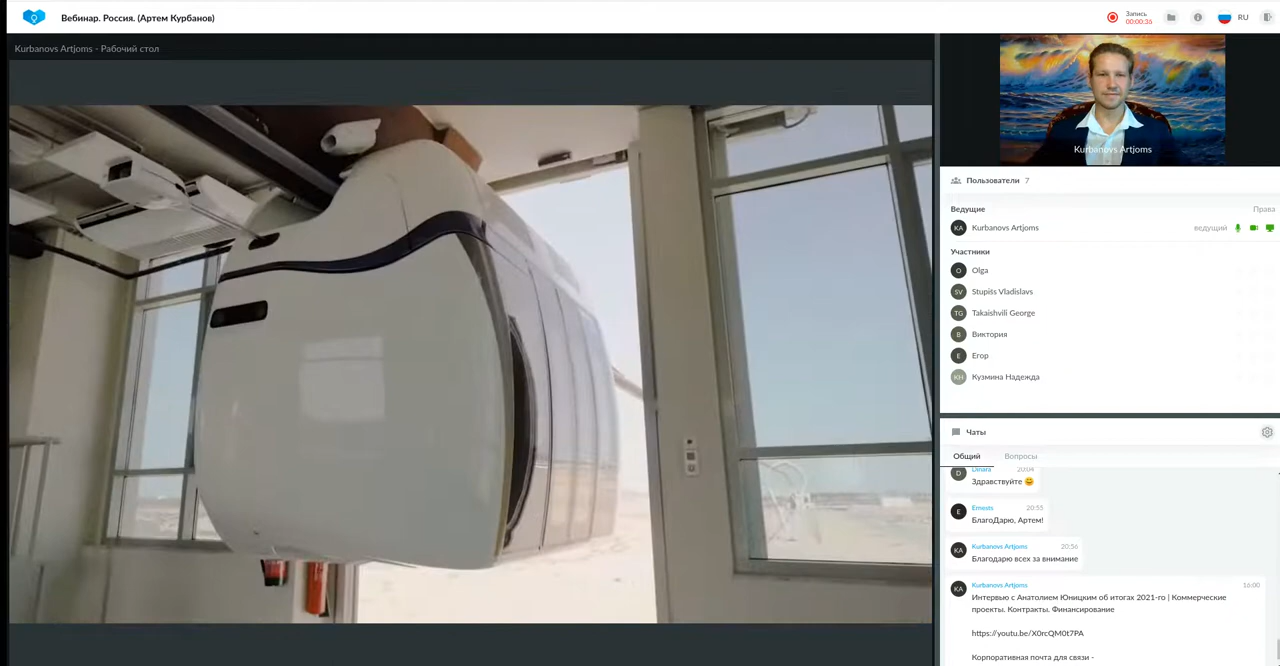 Вебинар. Россия. (Артем Курбанов)
Запись
00:00:36
RU
Kurbanovs Artjoms - Рабочий стол
Kurbanovs Artjoms
Пользователи 7
Ведущие Права
KA Kurbanovs Artjoms ведущий
Участники
O Olga
SV Stupišs Vladislavs
TG Takaishvili George
В Виктория
Е Егор
КН Кузмина Надежда
Чаты
Общий Вопросы
D Dinara 20:04
Здравствуйте
E Ernests 20:55
БлагоДарю, Артем!
KA Kurbanovs Artjoms 20:56
Благодарю всех за внимание
KA Kurbanovs Artjoms 16:00
Интервью с Анатолием Юницким об итогах 2021-го | Коммерческие
проекты. Контракты. Финансирование
https://youtu.be/X0rcQM0t7PA
Корпоративная почта для связи -